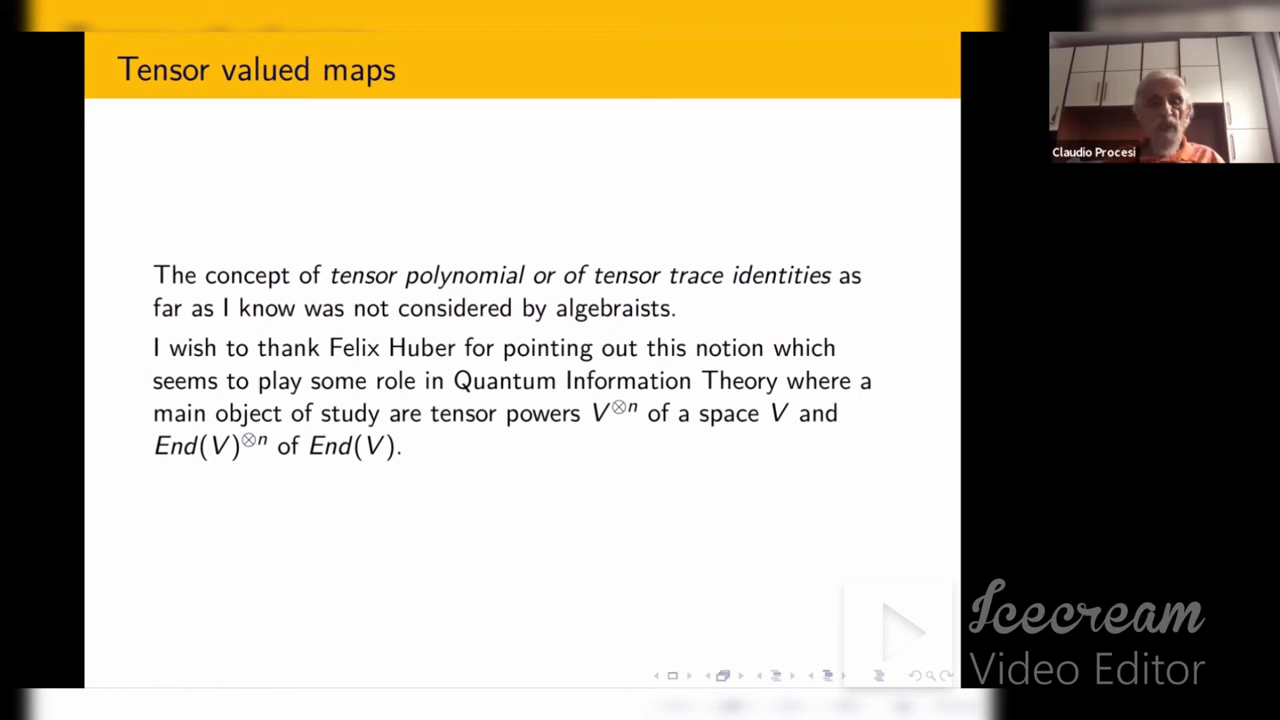 Tensor valued maps
Claudio Procesi
The concept of tensor polynomial or of tensor trace identities as
far as I know was not considered by algebraists.
I wish to thank Felix Huber for pointing out this notion which
seems to play some role in Quantum Information Theory where a
main object of study are tensor powers V⊗n of a space V and
End(V)⊗n of End(V).
Icecream
Video Editor